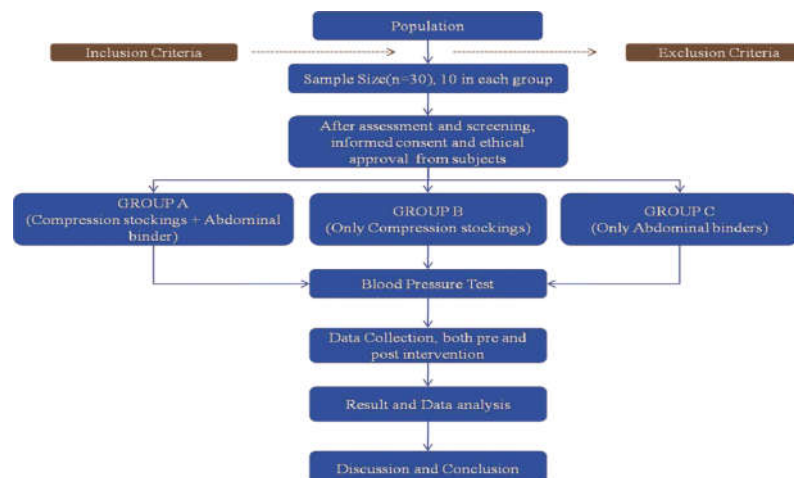 Population
Inclusion Criteria
Exclusion Criteria
Sample Size(n=30), 10 in each group
After assessment and screening,
informed consent and ethical
approval from subjects
GROUP A
(Compression stockings + Abdominal
binder)
GROUP B
(Only Compression stockings)
GROUP C
(Only Abdominal binders)
Blood Pressure Test
Data Collection, both pre and
post intervention
Result and Data analysis
Discussion and Conclusion